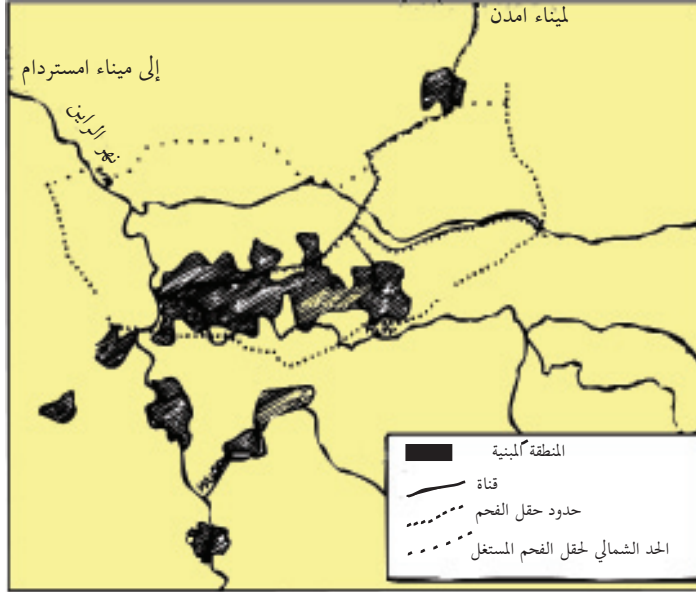 لميناء امدن
إلى ميناء امستردام
نهر الراين
المنطقة المبنية
قناة
حدود حقل الفحم
الحد الشمالي لحقل الفحم المستغل